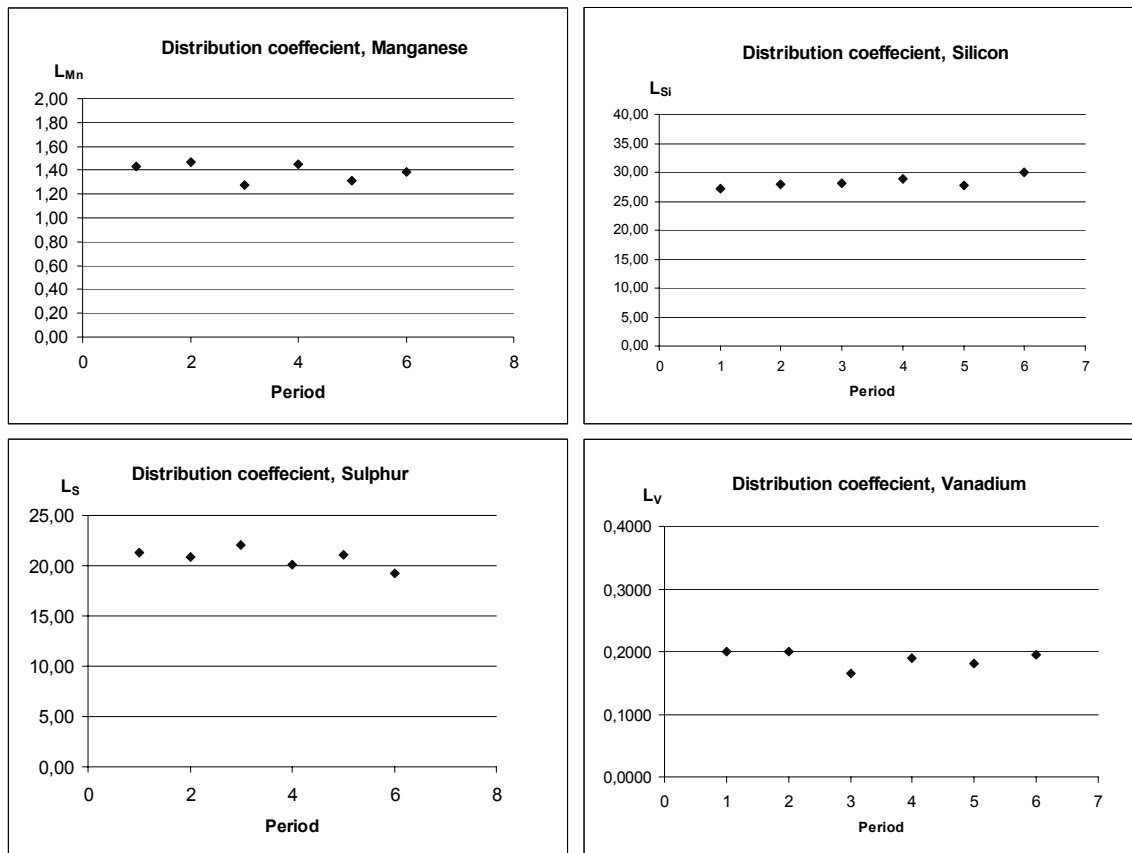 Distribution coeffecient, Manganese
LMn
2,00
1,80
1,60
1,40
1,20
1,00
0,80
0,60
0,40
0,20
0,00
0 2 4 6 8
Period
Distribution coeffecient, Silicon
LSi
40,00
35,00
30,00
25,00
20,00
15,00
10,00
5,00
0,00
0 1 2 3 4 5 6 7
Period
Distribution coeffecient, Sulphur
LS
25,00
20,00
15,00
10,00
5,00
0,00
0 2 4 6 8
Period
Distribution coeffecient, Vanadium
LV
0,4000
0,3000
0,2000
0,1000
0,0000
0 1 2 3 4 5 6 7
Period